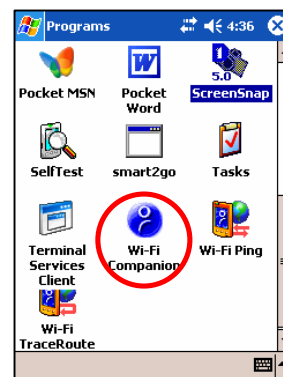 Programs 4:36
5.0
Pocket MSN Pocket Word ScreenSnap
SelfTest smart2go Tasks
Terminal Services Client Wi-Fi Companion Wi-Fi Ping
Wi-Fi TraceRoute